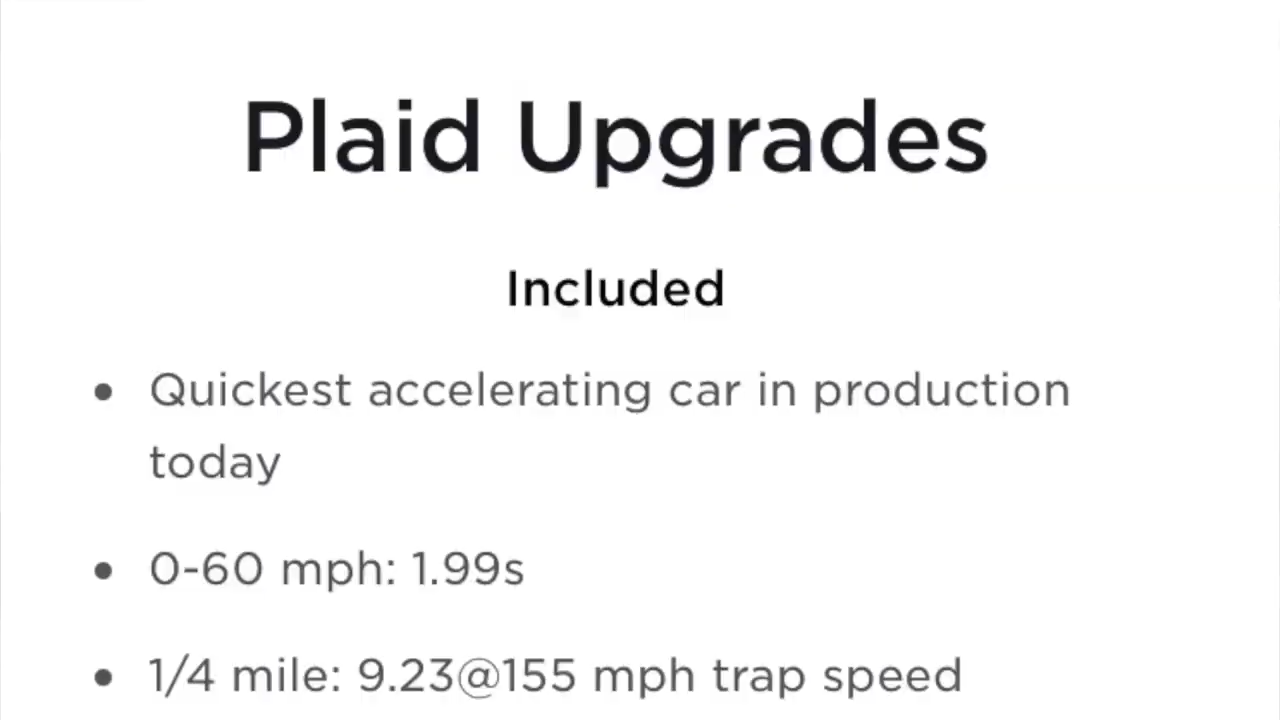 Plaid Upgrades
Included
• Quickest accelerating car in production
today
• 0-60 mph: 1.99s
• 1/4 mile: 9.23@155 mph trap speed